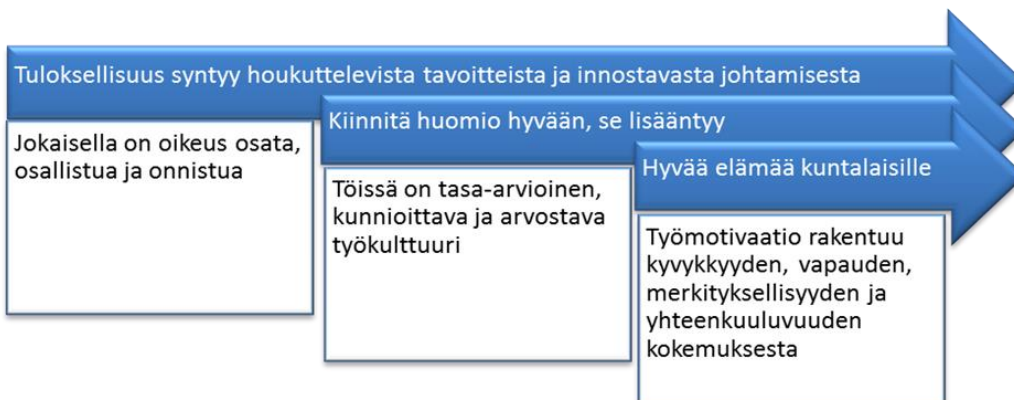 Tuloksellisuus syntyy houkuttelevista tavoitteista ja innostavasta johtamisesta
Jokaisella on oikeus osata,
osallistua ja onnistua
Kiinnitä huomio hyvään, se lisääntyy
Töissä on tasa-arvioinen,
kunnioittava ja arvostava
työkulttuuri
Hyvää elämää kuntalaisille
Työmotivaatio rakentuu
kyvykkyyden, vapauden,
merkityksellisyyden ja
yhteenkuuluvuuden
kokemuksesta